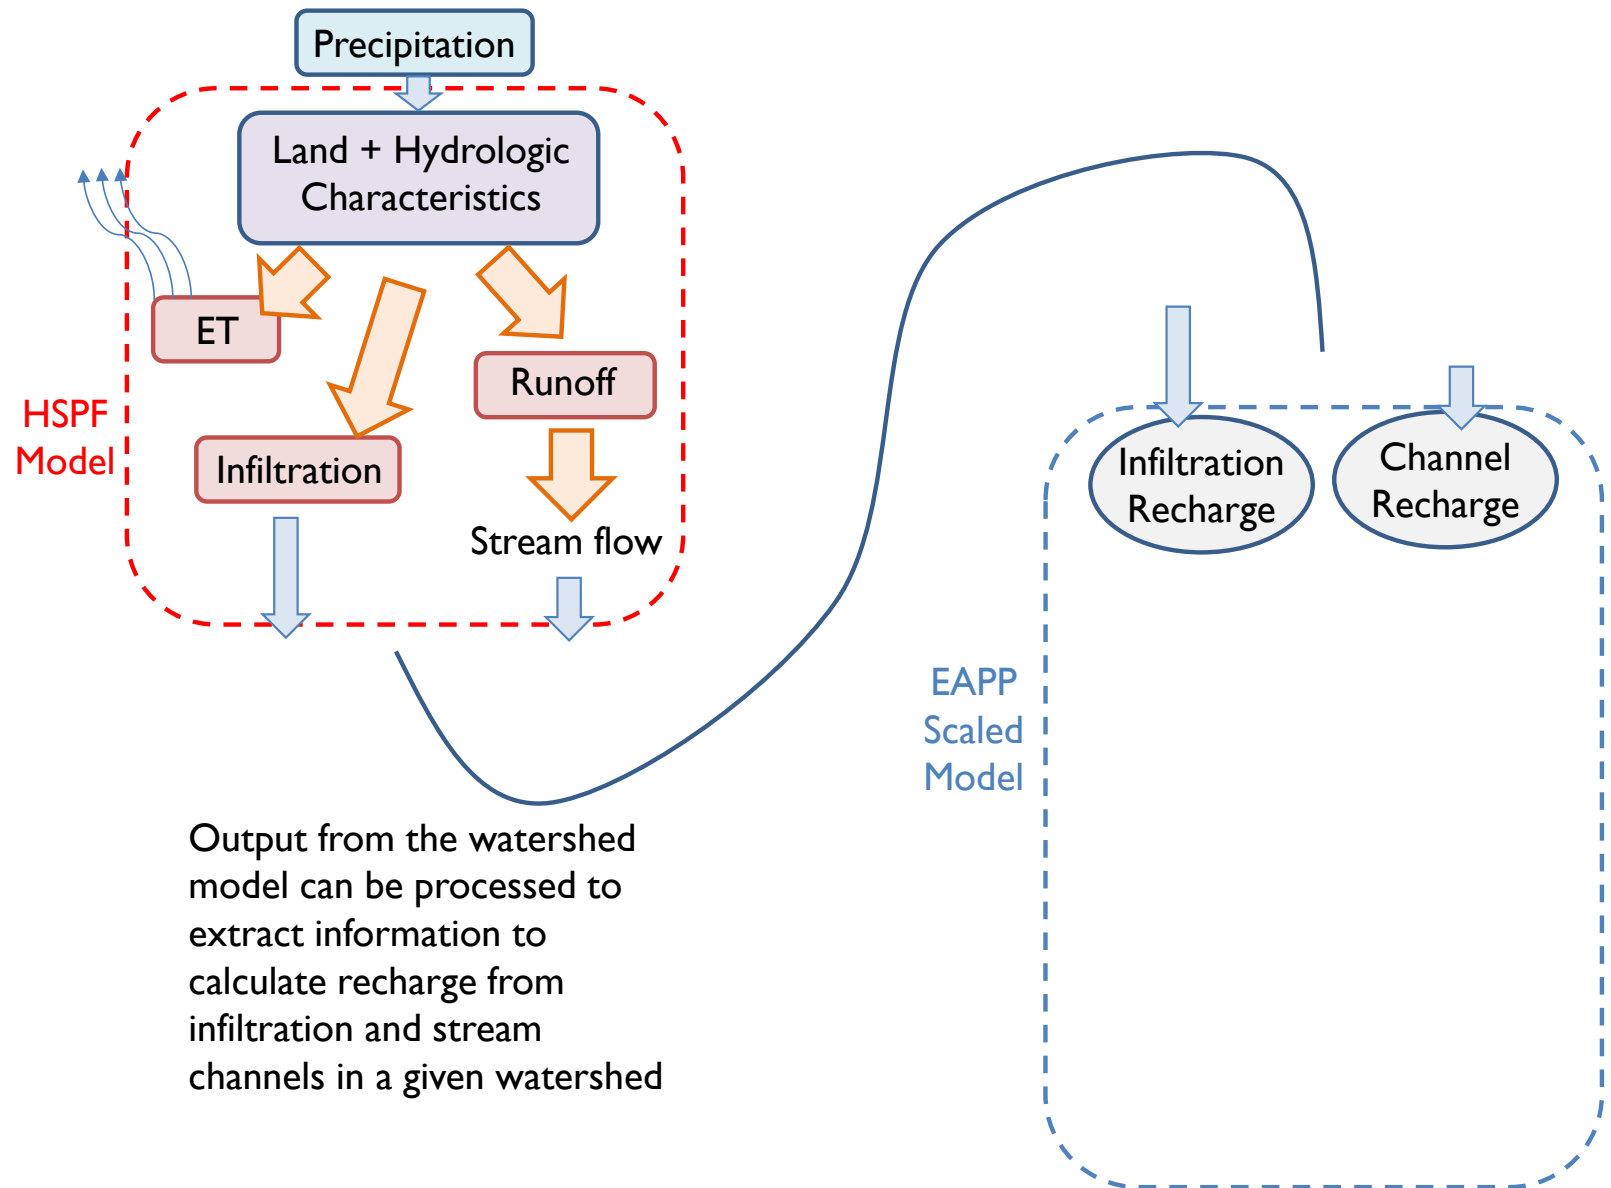 Precipitation
Land + Hydrologic
Characteristics
ET
Runoff
HSPF
Model
Infiltration
Stream flow
Output from the watershed
model can be processed to
extract information to
calculate recharge from
infiltration and stream
channels in a given watershed
Infiltration
Recharge
Channel
Recharge
EAPP
Scaled
Model